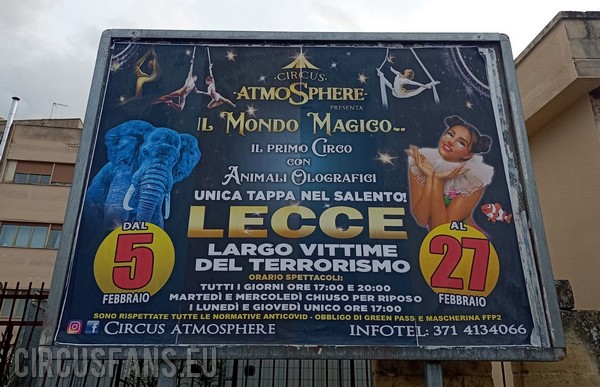 CIRCUS
ATMOSPHERE
PRESENTA
IL MONDO MAGICO..
IL PRIMO CIRCO
CON
ANIMALI OLOGRAFICI
UNICA TAPPA NEL SALENTO!
LECCE
LARGO VITTIME
DEL TERRORISMO
DAL
5
FEBBRAIO
AL
27
FEBBRAIO
ORARIO SPETTACOLI:
TUTTI I GIORNI ORE 17:00 E 20:00
MARTEDÌ E MERCOLEDÌ CHIUSO PER RIPOSO
I LUNEDÌ E GIOVEDÌ UNICO ORE 17:00
SONO RISPETTATE TUTTE LE NORMATIVE ANTICOVID - OBBLIGO DI GREEN PASS E MASCHERINA FFP2
CIRCUS ATMOSPHERE INFOTEL: 371 4134066
CIRCUSFANS.EU